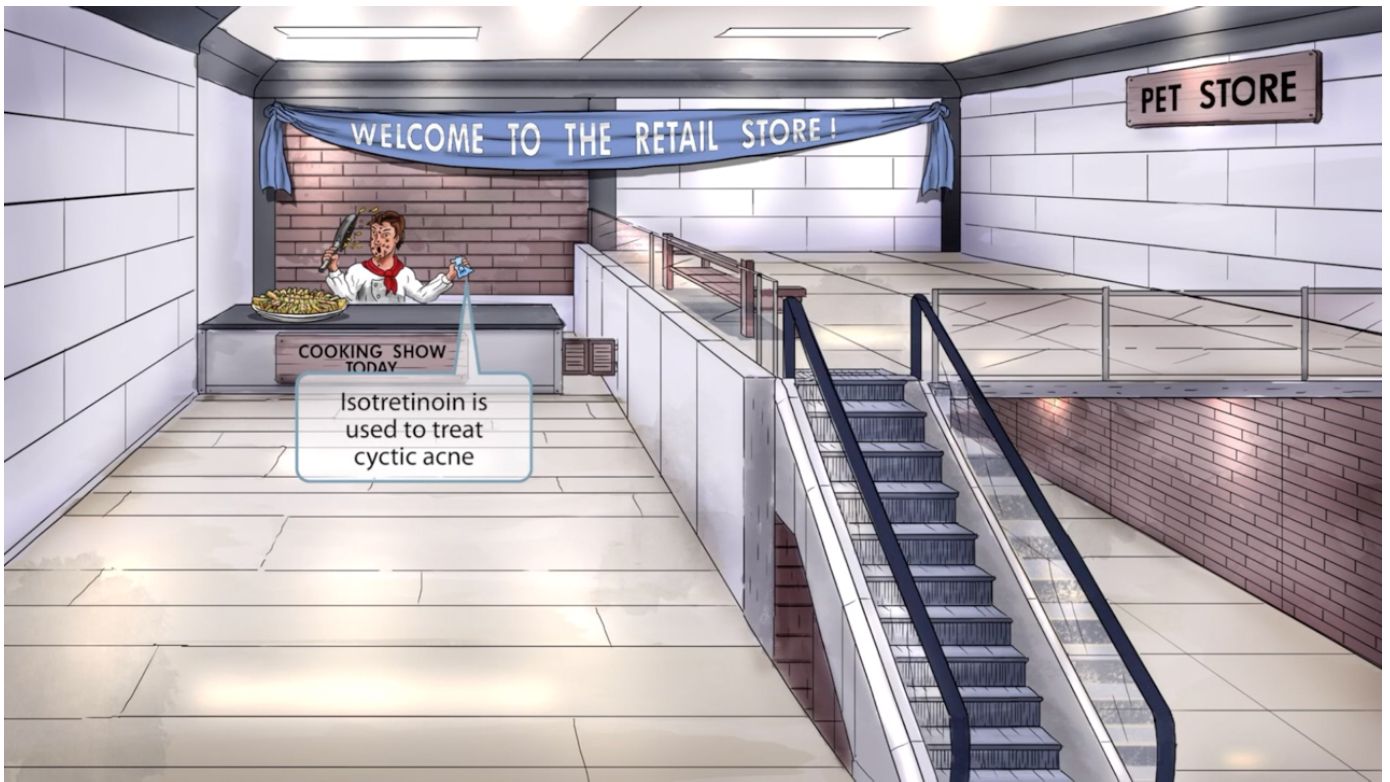 WELCOME TO THE RETAIL STORE!
PET STORE
COOKING SHOW
TODAY
Isotretinoin is
used to treat
cyctic acne